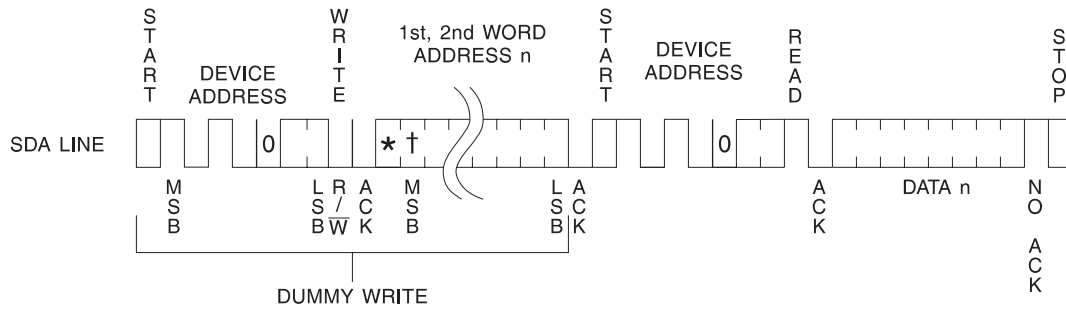 START
WRITE
1st, 2nd WORD
ADDRESS n
START
DEVICE
ADDRESS
READ
STOP
DEVICE
ADDRESS
SDA LINE
0
* †
0
MSB
LSB
R/W̅
ACK
MSB
LSB
ACK
ACK
DATA n
NO ACK
DUMMY WRITE